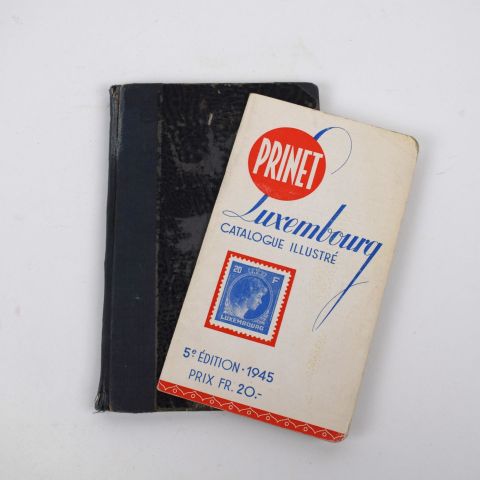 PRINET
Luxembourg
CATALOGUE ILLUSTRÉ
20 F
LUXEMBOURG
5e ÉDITION · 1945
PRIX FR. 20.-